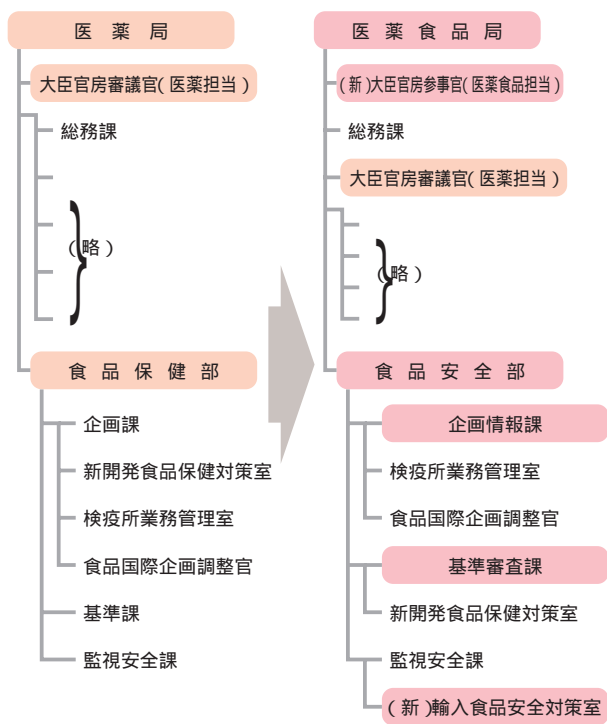 医薬局
大臣官房審議官(医薬担当)
総務課
(略)
食品保健部
企画課
新開発食品保健対策室
検疫所業務管理室
食品国際企画調整官
基準課
監視安全課
医薬食品局
(新)大臣官房参事官(医薬食品担当)
総務課
大臣官房審議官(医薬担当)
(略)
食品安全部
企画情報課
検疫所業務管理室
食品国際企画調整官
基準審査課
新開発食品保健対策室
監視安全課
(新)輸入食品安全対策室